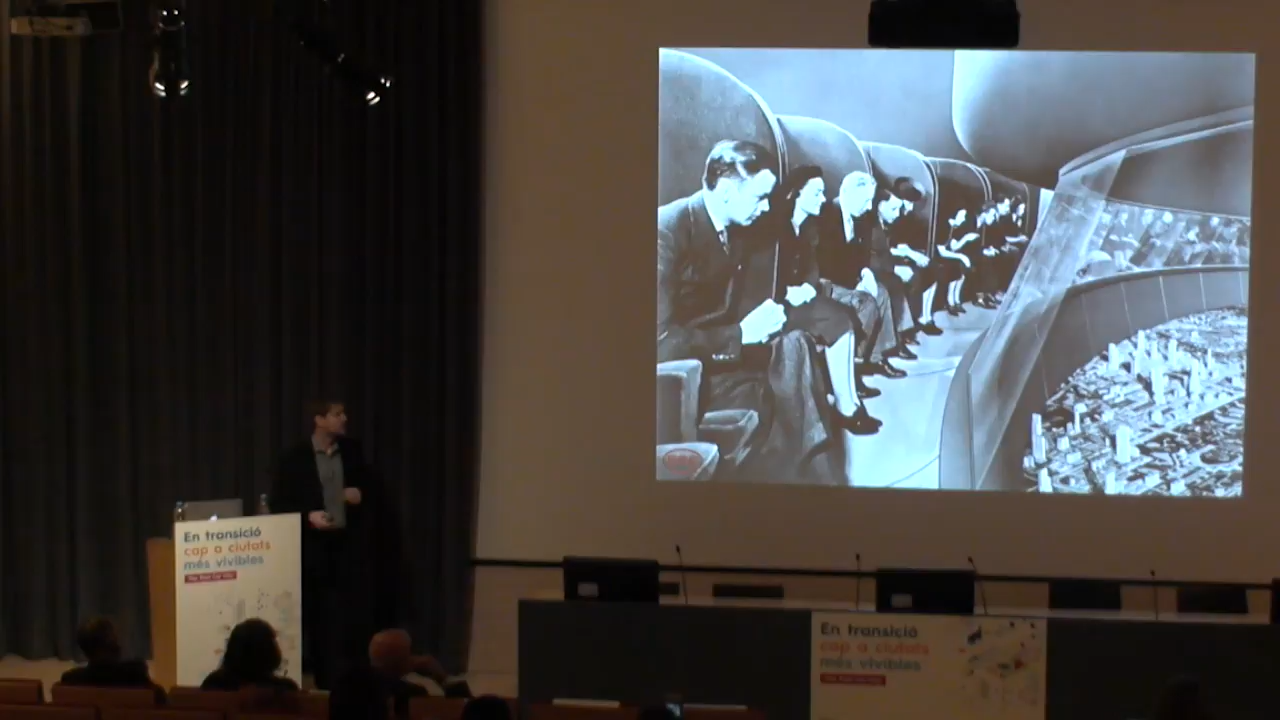 En transició
cap a ciutats
més vivibles
En transició
cap a ciutats
més vivibles